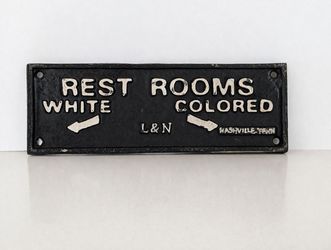 REST ROOMS
WHITE COLORED
L&N
NASHVILLE TENN